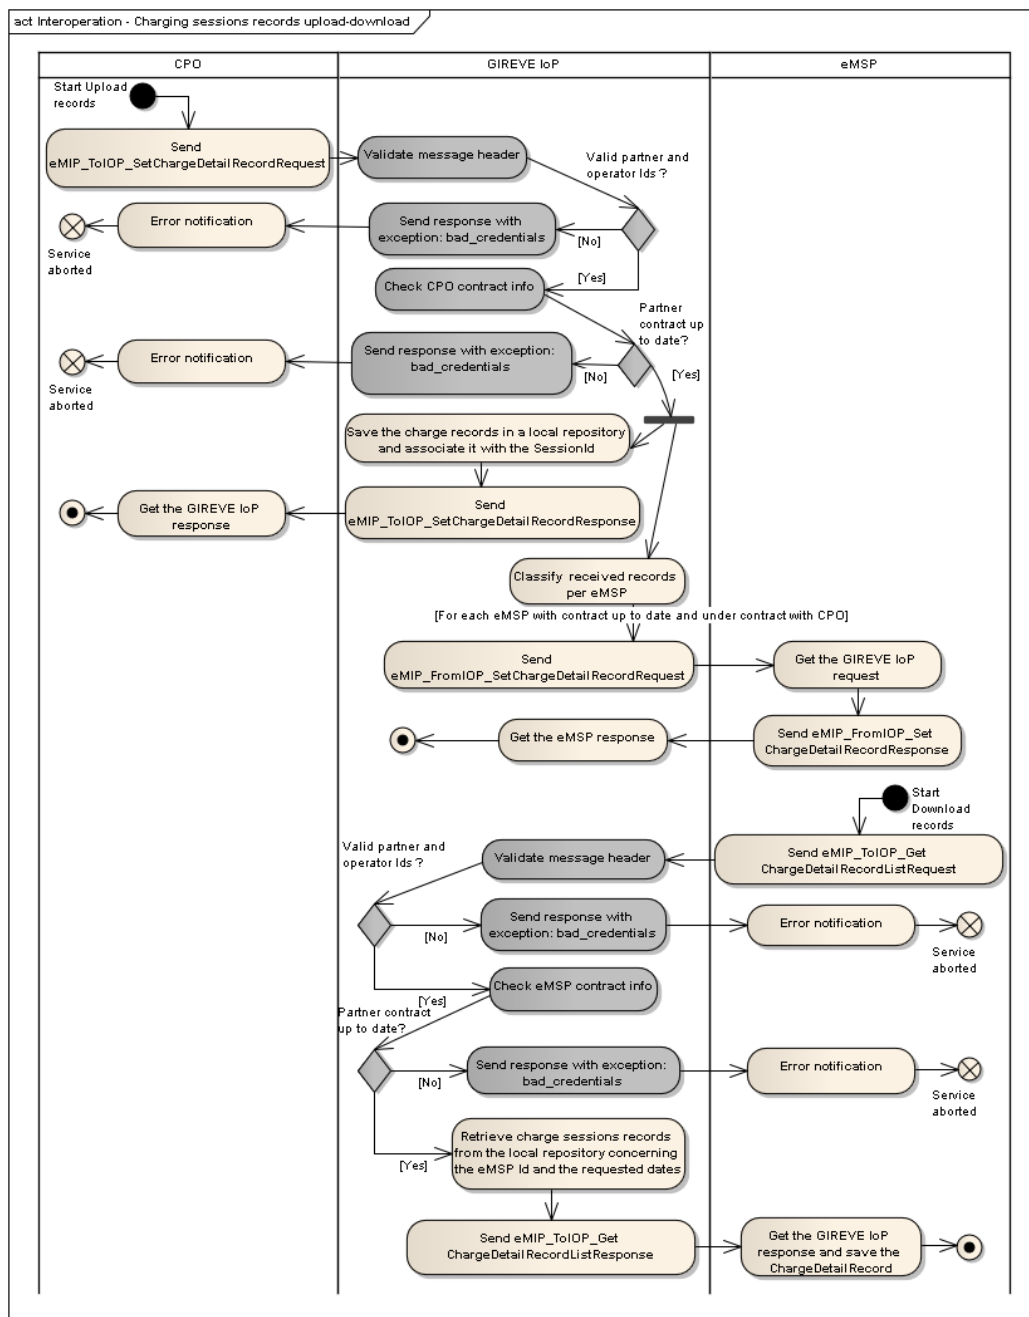 act Interoperation - Charging sessions records upload-download
CPO
GIREVE IoP
eMSP
Start Upload
records
Send
eMIP_ToIOP_SetChargeDetailRecordRequest
Validate message header
Valid partner and
operator Ids ?
Error notification
Send response with
exception: bad_credentials
[No]
Service
aborted
[Yes]
Check CPO contract info
Partner
contract up
to date?
Error notification
Send response with exception:
bad_credentials
[No]
[Yes]
Service
aborted
Save the charge records in a local repository
and associate it with the SessionId
Get the GIREVE IoP
response
Send
eMIP_ToIOP_SetChargeDetailRecordResponse
Classify received records
per eMSP
[For each eMSP with contract up to date and under contract with CPO]
Send
eMIP_FromIOP_SetChargeDetailRecordRequest
Get the GIREVE IoP
request
Get the eMSP response
Send eMIP_FromIOP_Set
ChargeDetailRecordResponse
Start
Download
records
Valid partner and
operator Ids ?
Validate message header
Send eMIP_ToIOP_Get
ChargeDetailRecordListRequest
[No]
Send response with
exception: bad_credentials
Error notification
Service
aborted
[Yes]
Check eMSP contract info
Partner contract
up to date?
[No]
Send response with exception:
bad_credentials
Error notification
Service
aborted
[Yes]
Retrieve charge sessions records
from the local repository concerning
the eMSP Id and the requested dates
Send eMIP_ToIOP_Get
ChargeDetailRecordListResponse
Get the GIREVE IoP
response and save the
ChargeDetailRecord